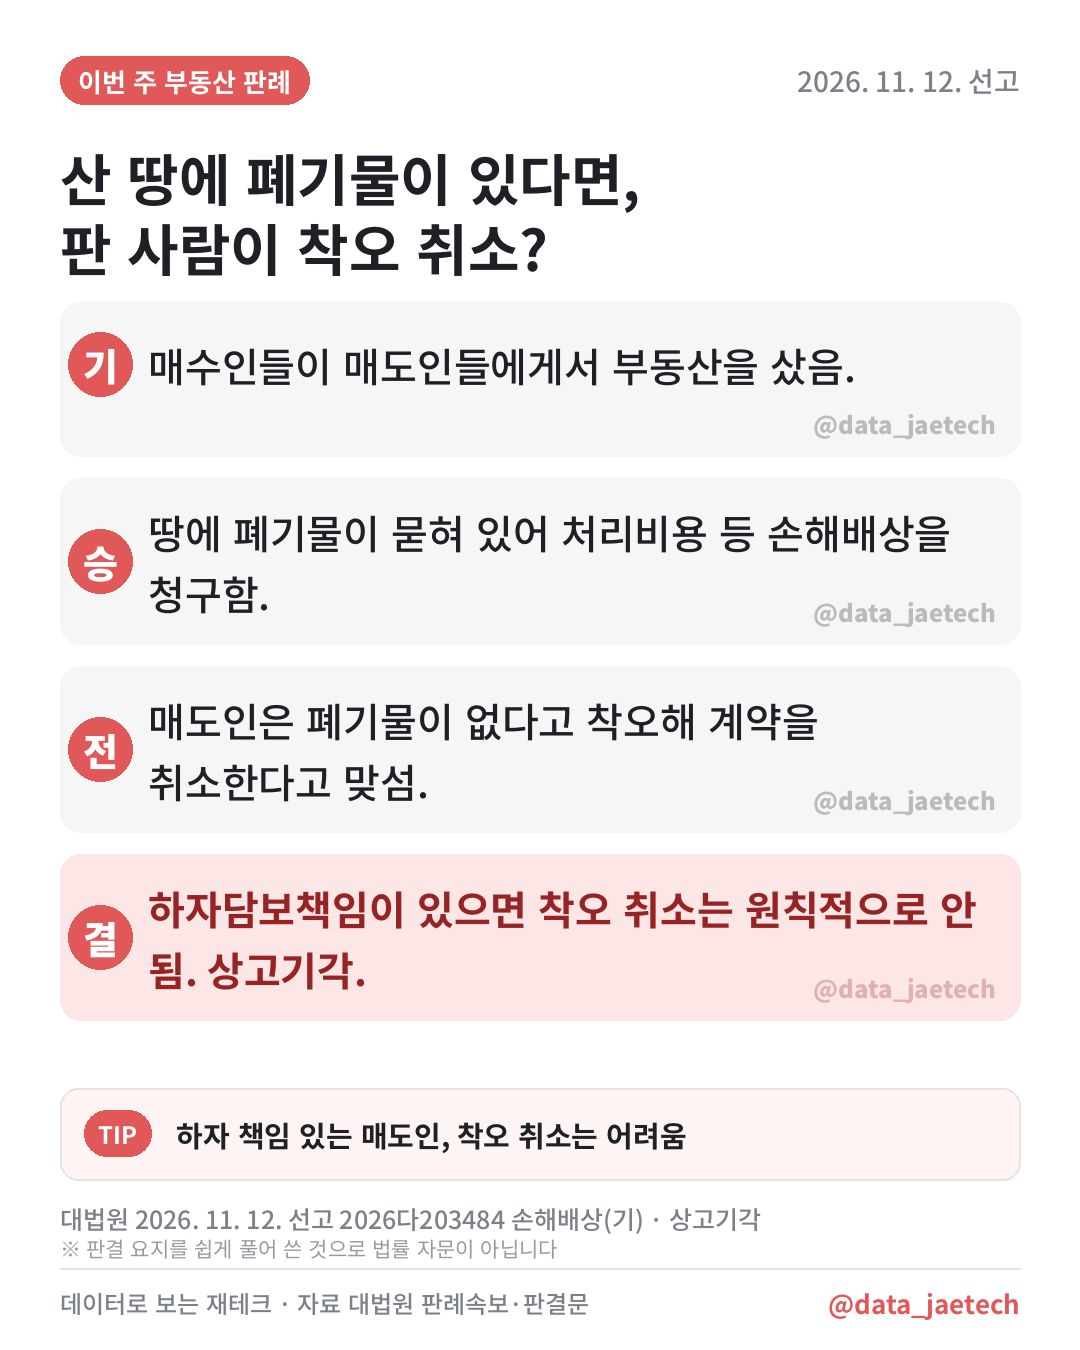 이번 주 부동산 판례
2026. 11. 12. 선고
산 땅에 폐기물이 있다면,
판 사람이 착오 취소?
기
매수인들이 매도인들에게서 부동산을 샀음.
@data_jaetech
승
땅에 폐기물이 묻혀 있어 처리비용 등 손해배상을
청구함.
@data_jaetech
전
매도인은 폐기물이 없다고 착오해 계약을
취소한다고 맞섬.
@data_jaetech
결
하자담보책임이 있으면 착오 취소는 원칙적으로 안
됨. 상고기각.
@data_jaetech
TIP 하자 책임 있는 매도인, 착오 취소는 어려움
대법원 2026. 11. 12. 선고 2026다203484 손해배상(기) · 상고기각
※ 판결 요지를 쉽게 풀어 쓴 것으로 법률 자문이 아닙니다
데이터로 보는 재테크 · 자료 대법원 판례속보·판결문
@data_jaetech